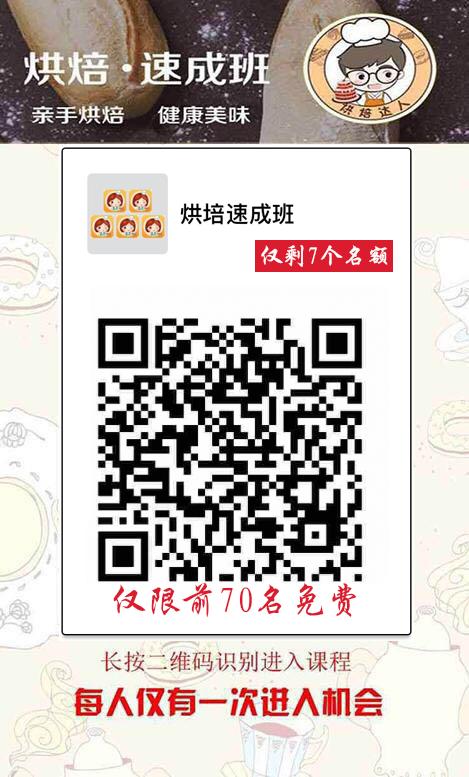 烘焙·速成班
亲手烘焙 健康美味
烘焙达人
烘培速成班
仅剩7个名额
仅限前70名免费
长按二维码识别进入课程
每人仅有一次进入机会